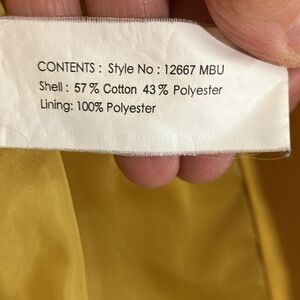 CONTENTS : Style No : 12667 MBU
Shell : 57 % Cotton 43 % Polyester
Lining: 100% Polyester